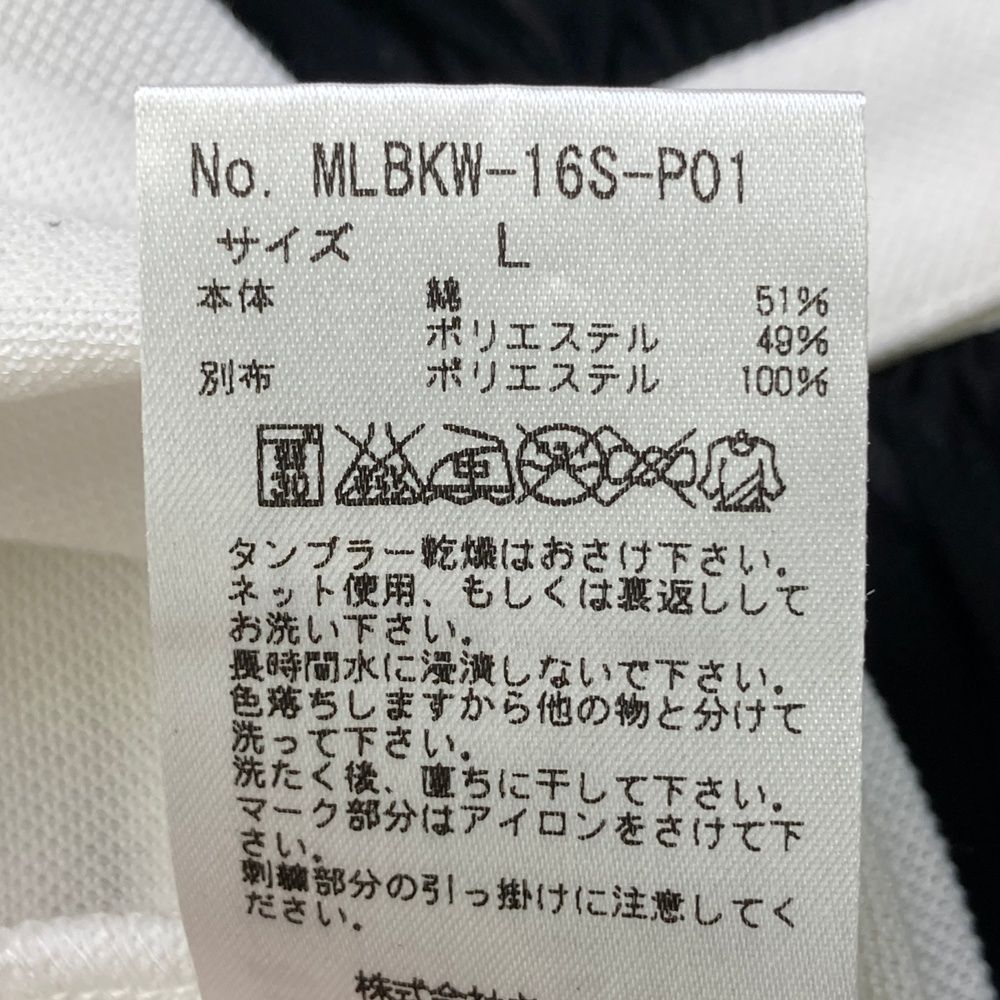 No. MLBKW-16S-P01
サイズ L
本体 綿 51%
ポリエステル 49%
別布 ポリエステル 100%
タンブラー乾燥はおさけ下さい。
ネット使用、もしくは裏返しして
お洗い下さい。
長時間水に浸漬しないで下さい。
色落ちしますから他の物と分けて
洗って下さい。
洗たく後、直ちに干して下さい。
マーク部分はアイロンをさけて下
さい。
刺繍部分の引っ掛けに注意してく
ださい。
株式会社